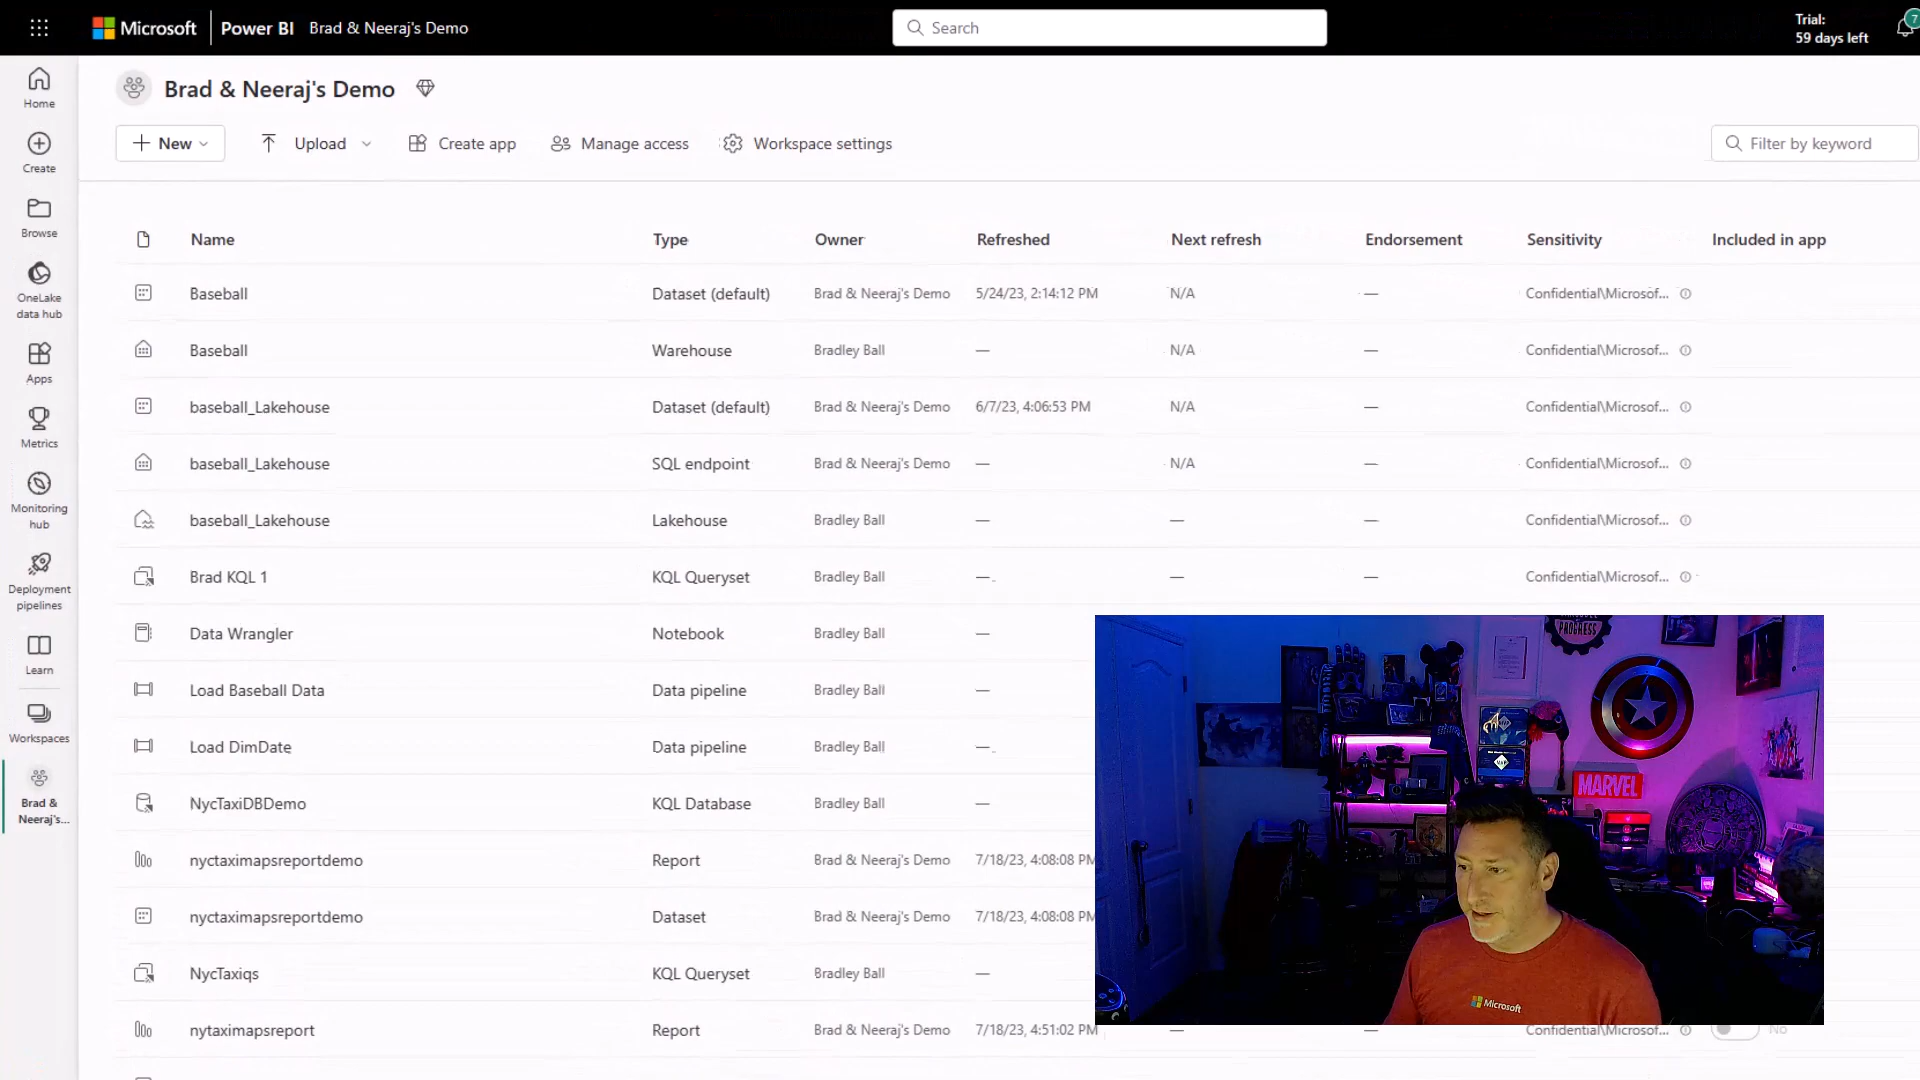 Microsoft Power BI Brad & Neeraj's Demo
Search
Trial:
59 days left
7
Home
Create
Browse
OneLake
data hub
Apps
Metrics
Monitoring
hub
Deployment
pipelines
Learn
Workspaces
Brad &
Neeraj's...
Brad & Neeraj's Demo
New Upload Create app Manage access Workspace settings Filter by keyword
Name Type Owner Refreshed Next refresh Endorsement Sensitivity Included in app
Baseball Dataset (default) Brad & Neeraj's Demo 5/24/23, 2:14:12 PM N/A — Confidential\Microsof...
Baseball Warehouse Bradley Ball — N/A — Confidential\Microsof...
baseball_Lakehouse Dataset (default) Brad & Neeraj's Demo 6/7/23, 4:06:53 PM N/A — Confidential\Microsof...
baseball_Lakehouse SQL endpoint Brad & Neeraj's Demo — N/A — Confidential\Microsof...
baseball_Lakehouse Lakehouse Bradley Ball — — — Confidential\Microsof...
Brad KQL 1 KQL Queryset Bradley Ball — — — Confidential\Microsof...
Data Wrangler Notebook Bradley Ball —
Load Baseball Data Data pipeline Bradley Ball —
Load DimDate Data pipeline Bradley Ball —
NycTaxiDBDemo KQL Database Bradley Ball —
nyctaximapsreportdemo Report Brad & Neeraj's Demo 7/18/23, 4:08:08 PM
nyctaximapsreportdemo Dataset Brad & Neeraj's Demo 7/18/23, 4:08:08 PM
NycTaxiqs KQL Queryset Bradley Ball —
nytaximapsreport Report Brad & Neeraj's Demo 7/18/23, 4:51:02 PM — — Confidential\Microsof... No
PROGRESS
MARVEL
Microsoft